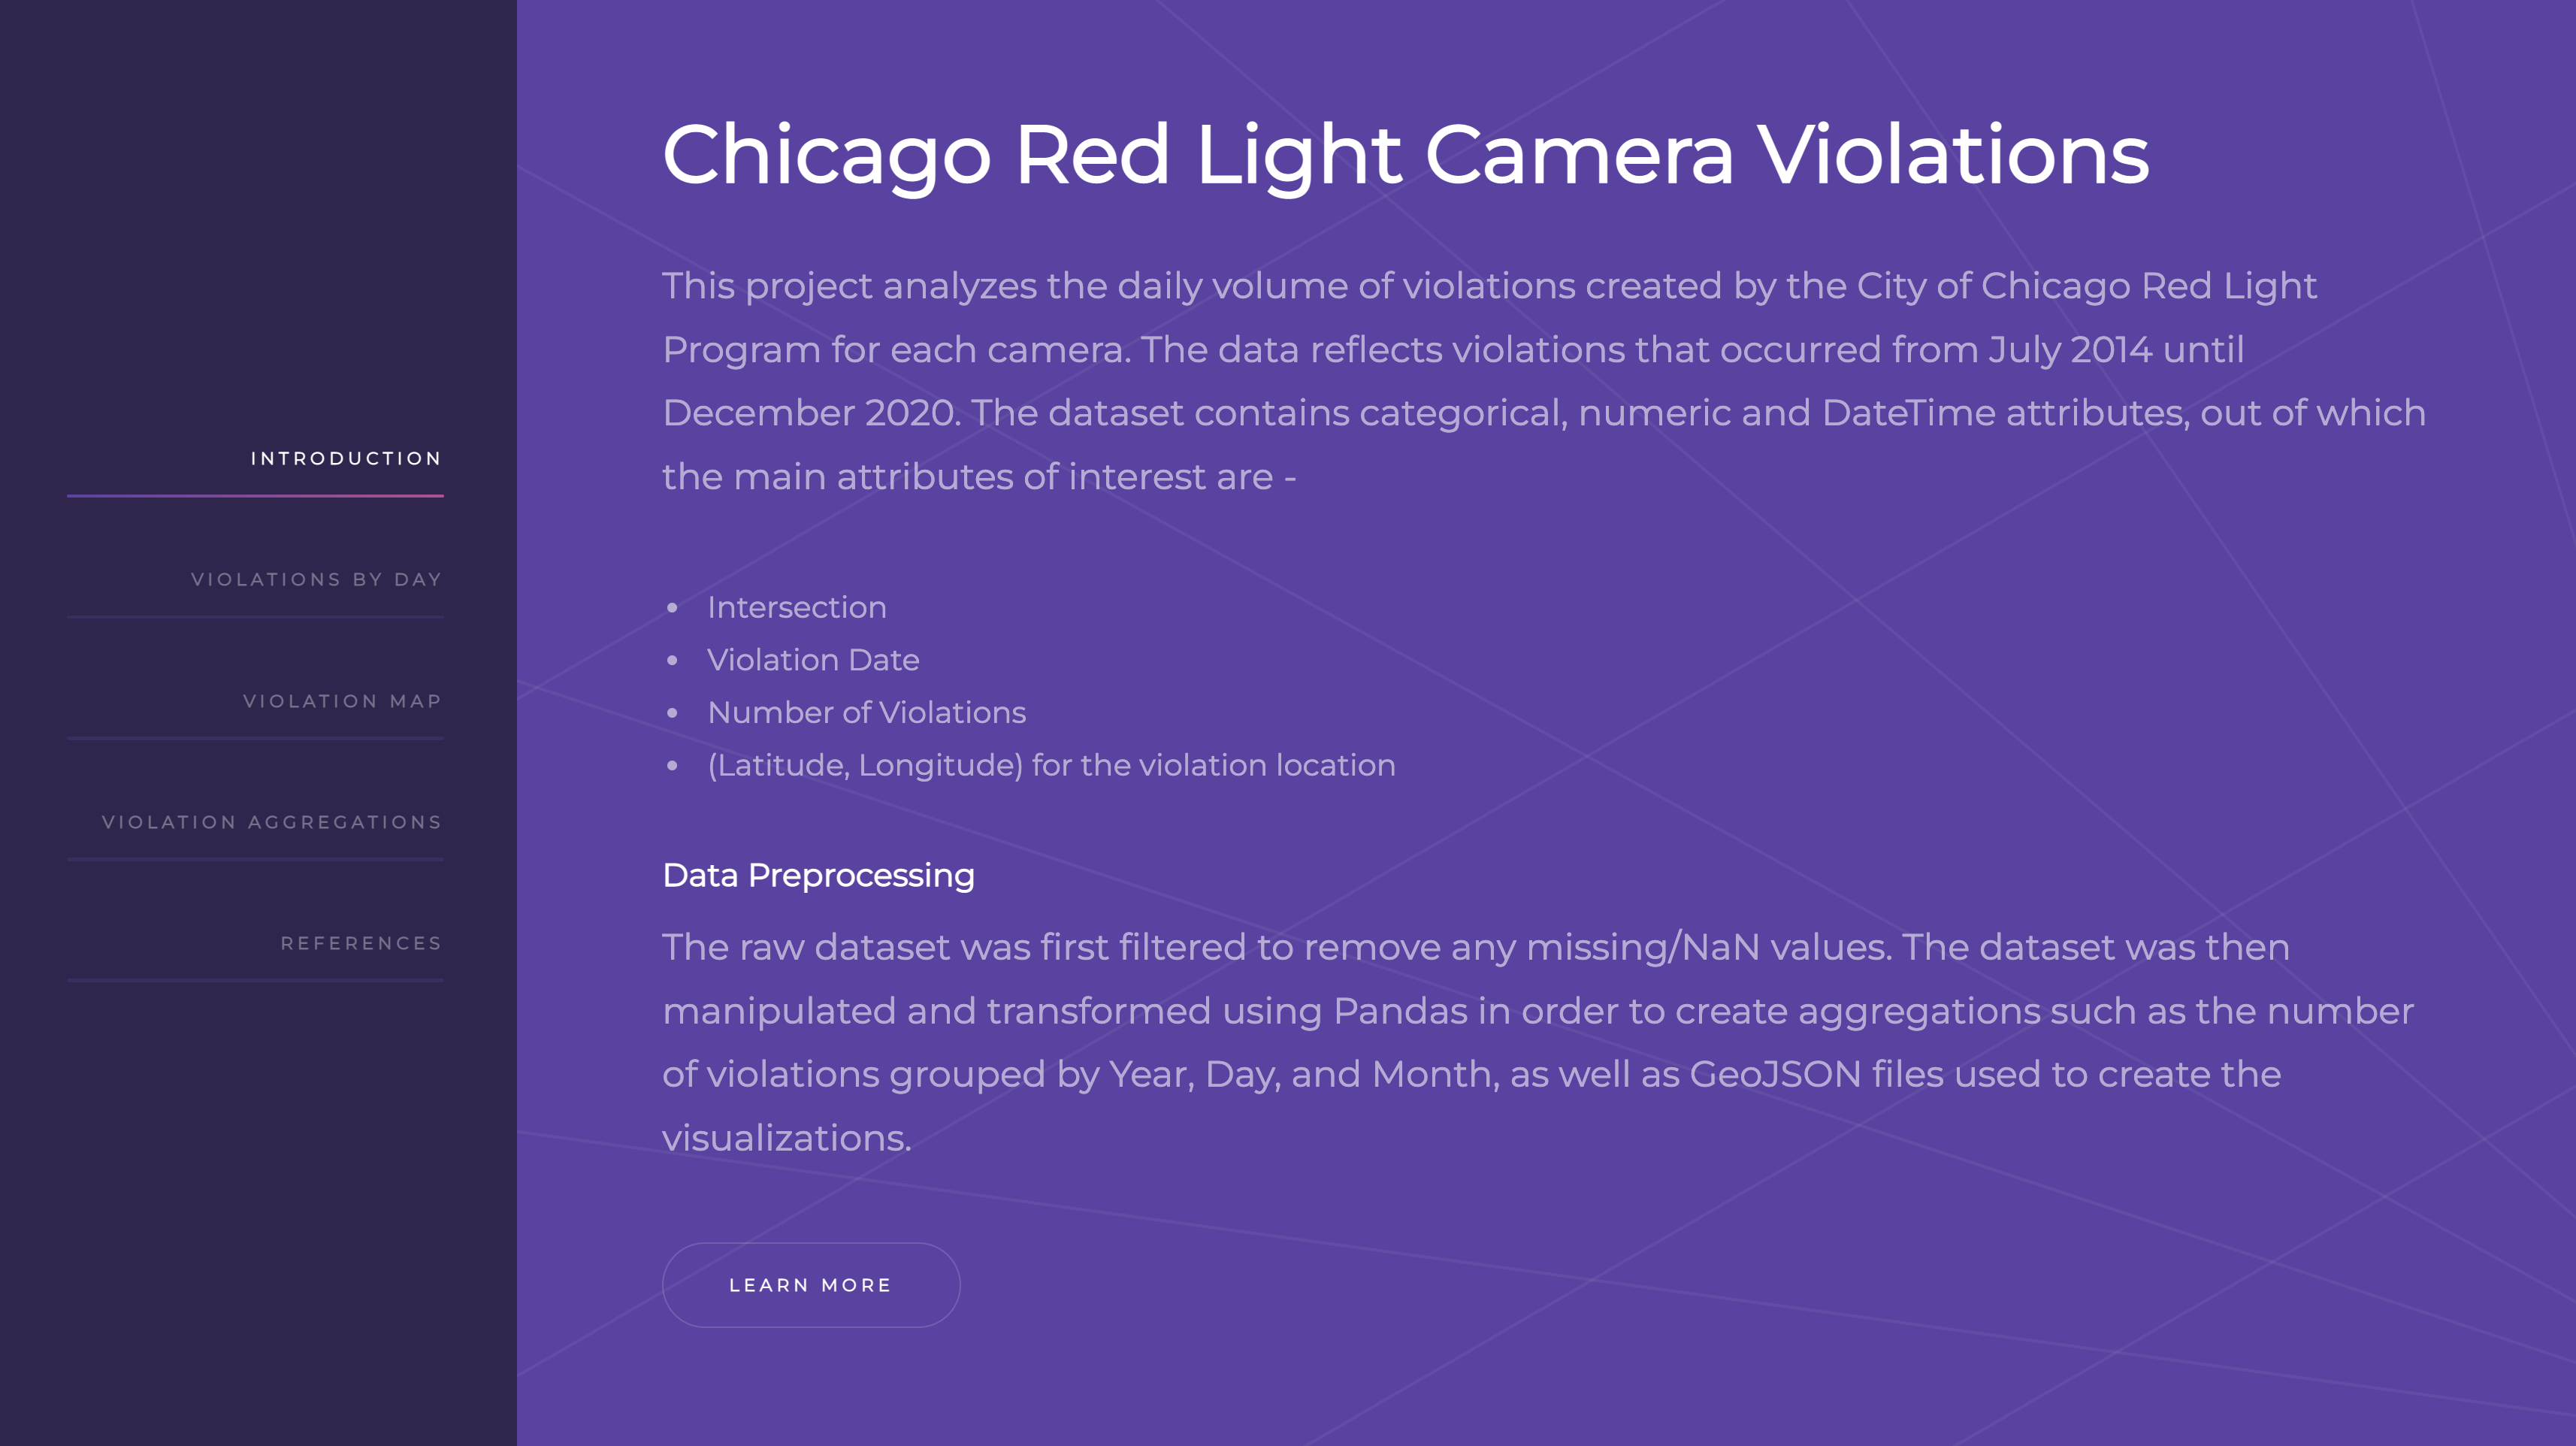 INTRODUCTION
VIOLATIONS BY DAY
VIOLATION MAP
VIOLATION AGGREGATIONS
REFERENCES
Chicago Red Light Camera Violations
This project analyzes the daily volume of violations created by the City of Chicago Red Light
Program for each camera. The data reflects violations that occurred from July 2014 until
December 2020. The dataset contains categorical, numeric and DateTime attributes, out of which
the main attributes of interest are -
• Intersection
• Violation Date
• Number of Violations
• (Latitude, Longitude) for the violation location
Data Preprocessing
The raw dataset was first filtered to remove any missing/NaN values. The dataset was then
manipulated and transformed using Pandas in order to create aggregations such as the number
of violations grouped by Year, Day, and Month, as well as GeoJSON files used to create the
visualizations.
LEARN MORE